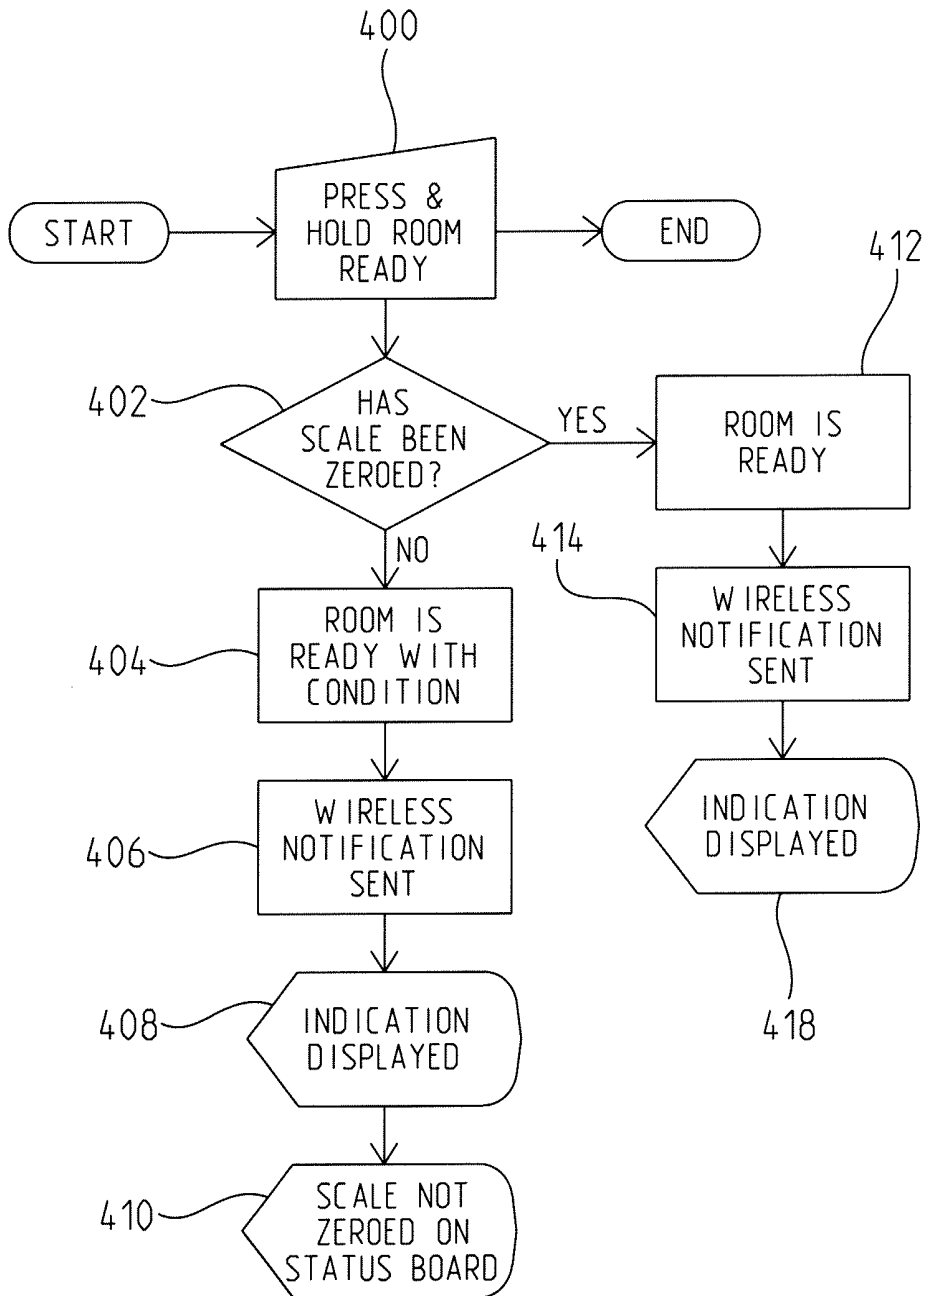 400
START
PRESS &
HOLD ROOM
READY
END
412
402
HAS
SCALE BEEN
ZEROED?
YES
ROOM IS
READY
NO
414
WIRELESS
NOTIFICATION
SENT
404
ROOM IS
READY WITH
CONDITION
406
WIRELESS
NOTIFICATION
SENT
INDICATION
DISPLAYED
418
408
INDICATION
DISPLAYED
410
SCALE NOT
ZEROED ON
STATUS BOARD